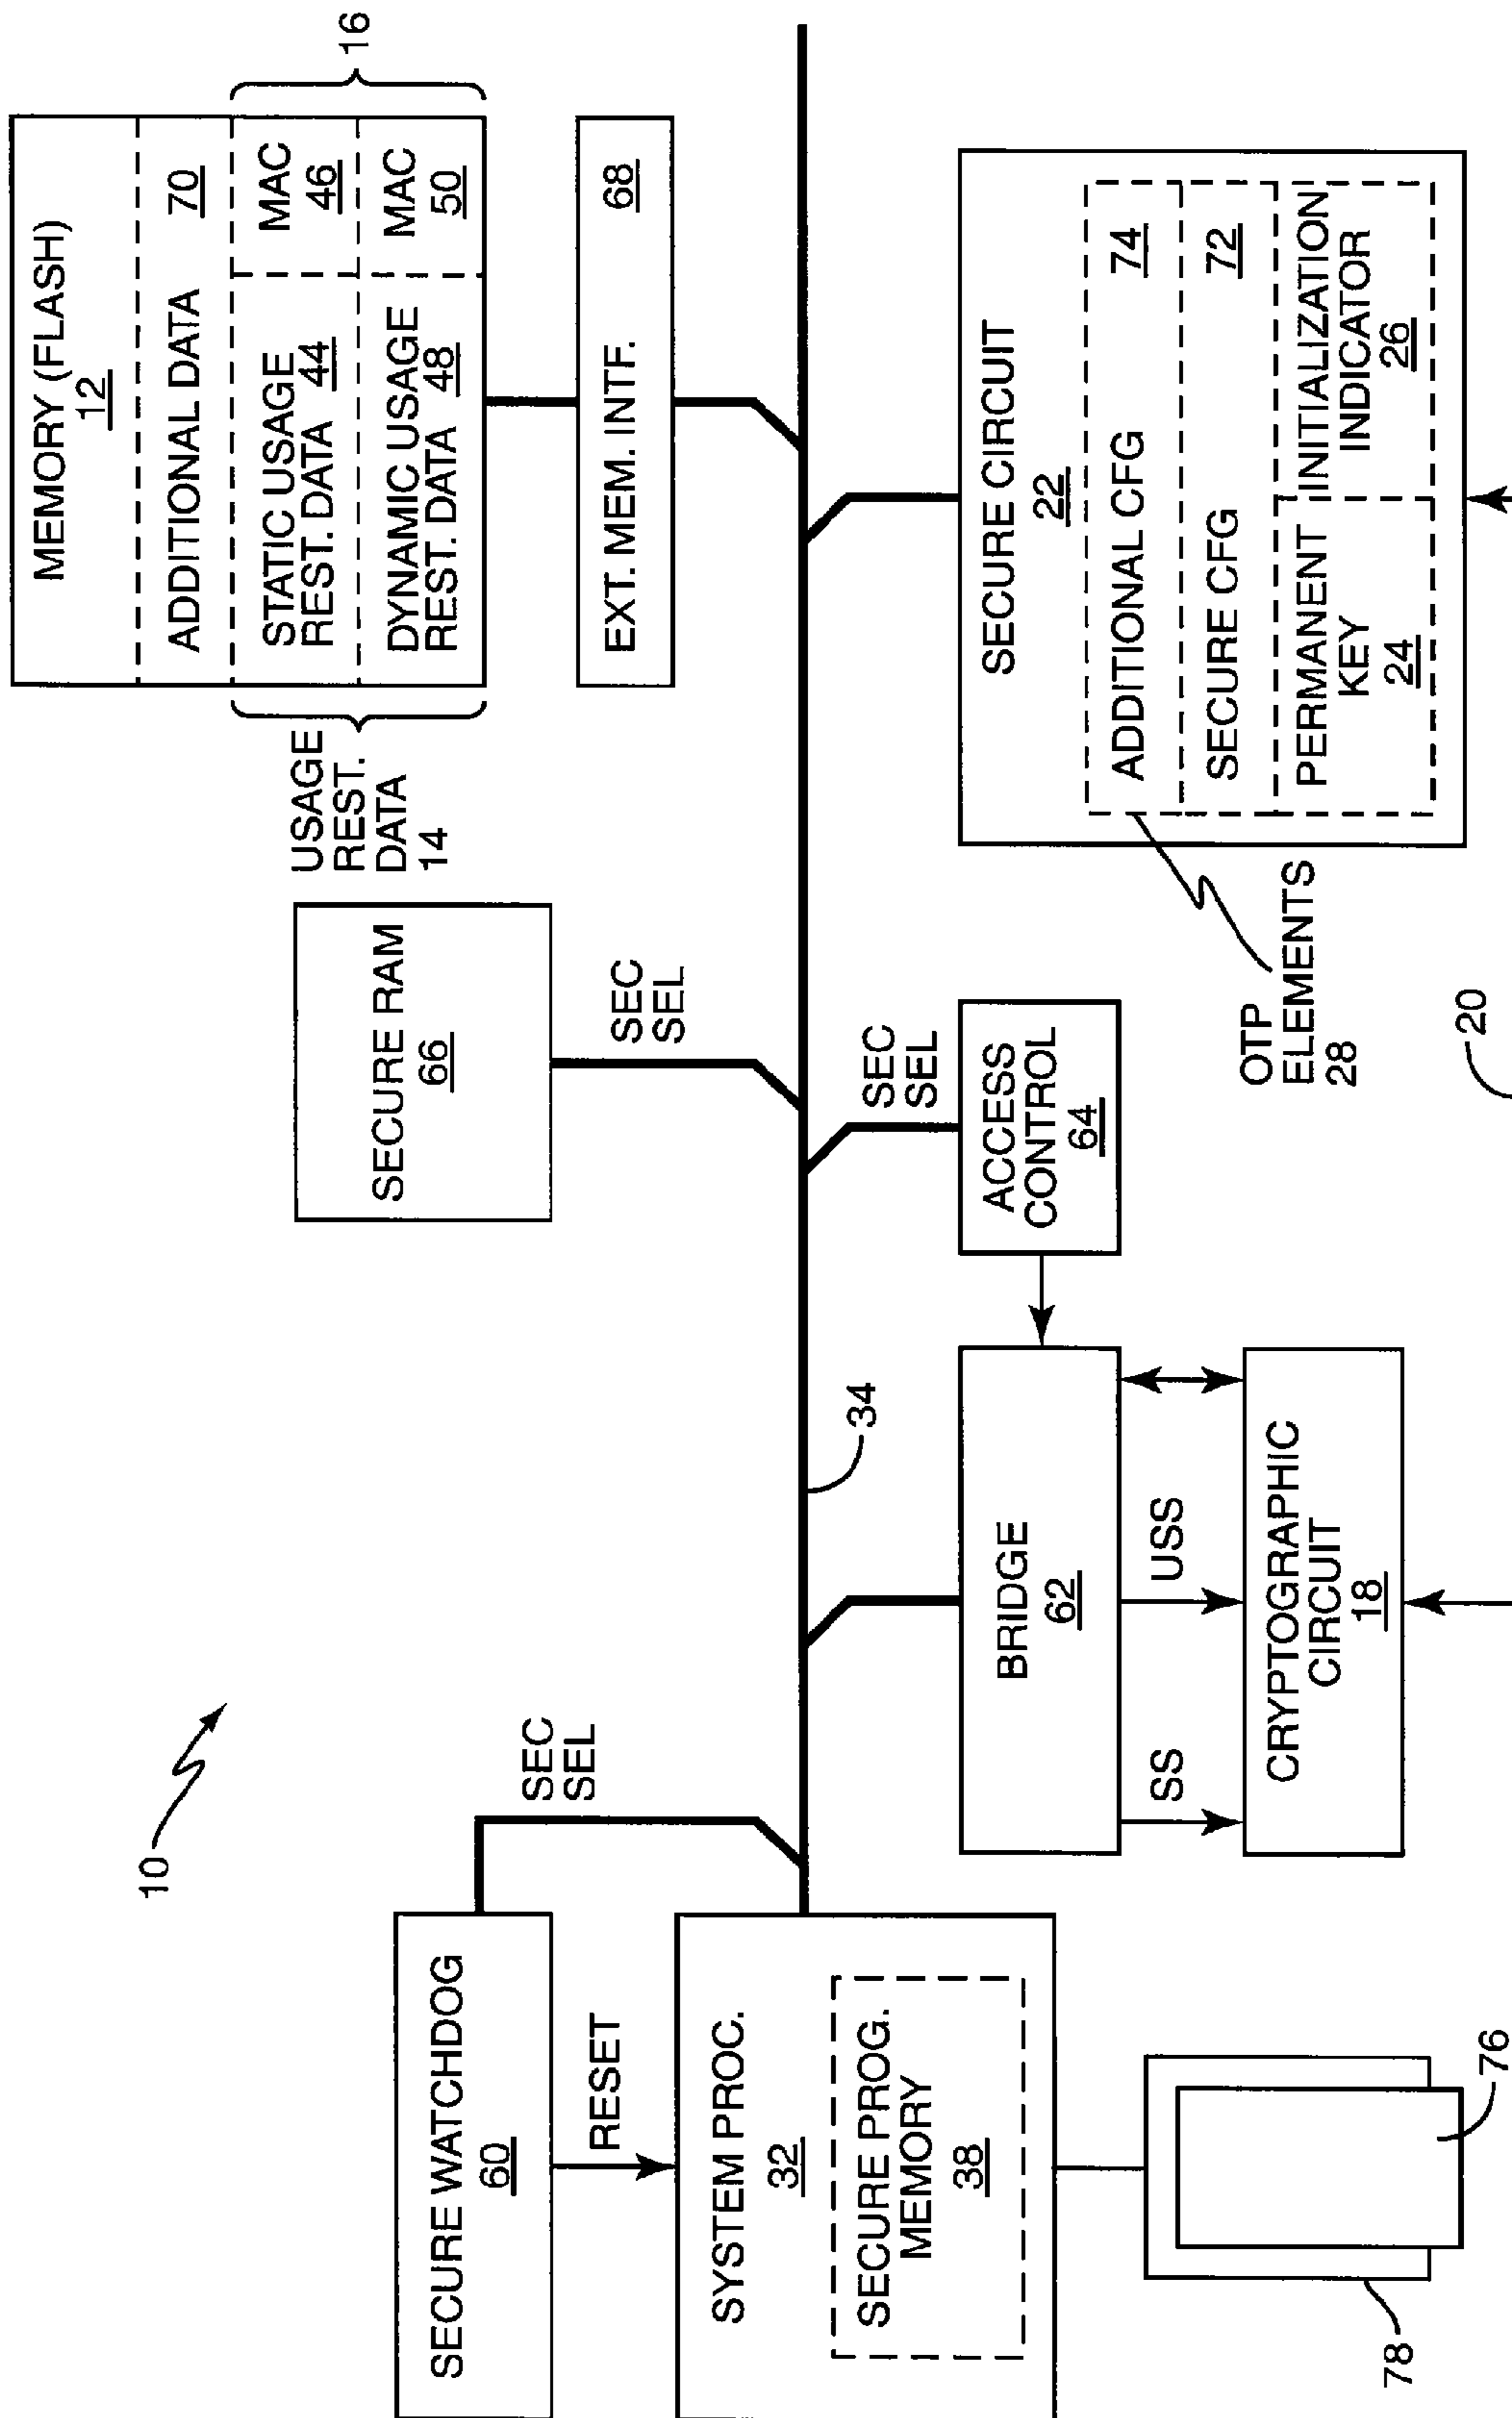 10
SECURE WATCHDOG
60
RESET
SEC
SEL
SYSTEM PROC.
32
SECURE PROG.
MEMORY
38
78
76
SECURE RAM
66
SEC
SEL
MEMORY (FLASH)
12
ADDITIONAL DATA 70
STATIC USAGE
REST. DATA 44
MAC
46
DYNAMIC USAGE
REST. DATA 48
MAC
50
16
USAGE
REST.
DATA
14
EXT. MEM. INTF. 68
34
BRIDGE
62
SS
USS
CRYPTOGRAPHIC
CIRCUIT
18
SEC
SEL
ACCESS
CONTROL
64
SECURE CIRCUIT
22
ADDITIONAL CFG 74
SECURE CFG 72
PERMANENT
KEY
24
INITIALIZATION
INDICATOR
26
OTP
ELEMENTS
28
20